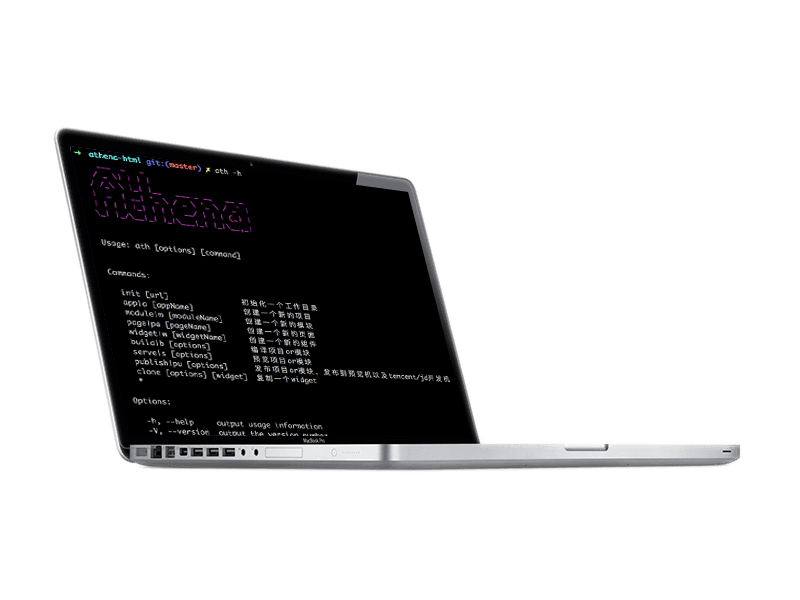 → athena-html git:(master) ✗ ath -h
Athena
Usage: ath [options] [command]
Commands:
init [url] 初始化一个工作目录
app|a [appName] 创建一个新的项目
module|m [moduleName] 创建一个新的模块
page|pa [pageName] 创建一个新的页面
widget|w [widgetName] 创建一个新的组件
build|b [options] 编译项目or模块
serve|s [options] 预览项目or模块
publish|pu [options] 发布项目or模块，发布到预览机以及tencent/jd开发机
clone [options] [widget] 复制一个widget
*
Options:
-h, --help output usage information
-V, --version output the version number
MacBook Pro